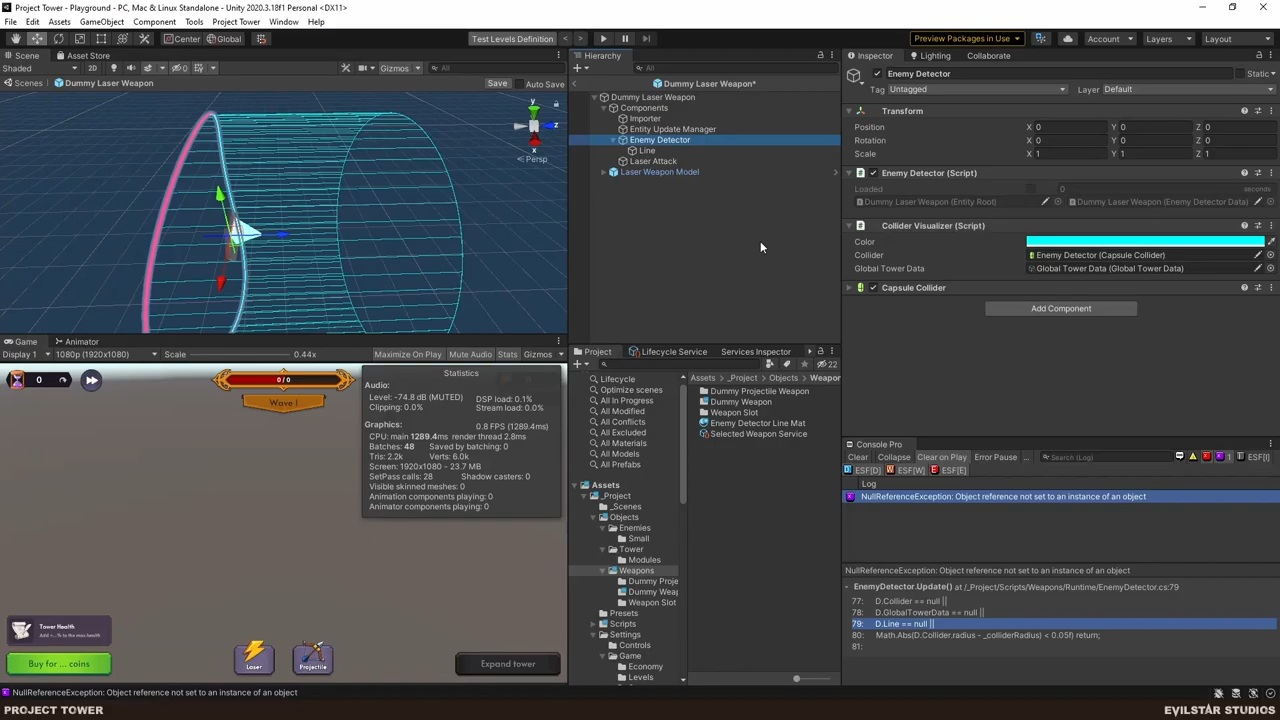 Project Tower - Playground - PC, Mac & Linux Standalone - Unity 2020.3.18f1 Personal <DX11>
File Edit Assets GameObject Component Tools Project Tower Window Help
Center Global Test Levels Definition Preview Packages in Use Account Layers Layout
Scene Asset Store
Shaded 2D 0 Gizmos All
Scenes Dummy Laser Weapon Save Auto Save
y
z
Persp
Hierarchy
All
Dummy Laser Weapon*
Dummy Laser Weapon
Components
Importer
Entity Update Manager
Enemy Detector
Line
Laser Attack
Laser Weapon Model
Inspector Lighting Collaborate
Enemy Detector Static
Tag Untagged Layer Default
Transform
Position X 0 Y 0 Z 0
Rotation X 0 Y 0 Z 0
Scale X 1 Y 1 Z 1
Enemy Detector (Script)
Loaded 0 seconds
Dummy Laser Weapon (Entity Root) Dummy Laser Weapon (Enemy Detector Data)
Collider Visualizer (Script)
Color
Collider Enemy Detector (Capsule Collider)
Global Tower Data Global Tower Data (Global Tower Data)
Capsule Collider
Add Component
Game Animator
Display 1 1080p (1920x1080) Scale 0.44x Maximize On Play Mute Audio Stats Gizmos
0
0 / 0
Wave 1
Statistics
Audio:
Level: -74.8 dB (MUTED) DSP load: 0.1%
Clipping: 0.0% Stream load: 0.0%
Graphics: 0.8 FPS (1289.4ms)
CPU: main 1289.4ms render thread 2.8ms
Batches: 48 Saved by batching: 0
Tris: 2.2k Verts: 6.0k
Screen: 1920x1080 - 23.7 MB
SetPass calls: 28 Shadow casters: 0
Visible skinned meshes: 0
Animation components playing: 0
Animator components playing: 0
Tower Health
Buy for ... coins
Laser Projectile
Expand tower
Project Lifecycle Service Services Inspector
22
Lifecycle
Optimize scenes
All In Progress
All Modified
All Conflicts
All Excluded
All Materials
All Models
All Prefabs
Assets
_Project
_Scenes
Objects
Enemies
Small
Tower
Modules
Weapons
Dummy Proje
Dummy Weap
Weapon Slot
Presets
Scripts
Settings
Controls
Game
Economy
Levels
Assets _Project Objects Weapon
Dummy Projectile Weapon
Dummy Weapon
Weapon Slot
Enemy Detector Line Mat
Selected Weapon Service
Console Pro
Clear Collapse Clear on Play Error Pause ... Search (Log) 1 ESF[I]
ESF[D] ESF[W] ESF[E]
Log
NullReferenceException: Object reference not set to an instance of an object
NullReferenceException: Object reference not set to an instance of an object
EnemyDetector.Update() at /_Project/Scripts/Weapons/Runtime/EnemyDetector.cs:79
77: D.Collider == null ||
78: D.GlobalTowerData == null ||
79: D.Line == null ||
80: Math.Abs(D.Collider.radius - _colliderRadius) < 0.05f) return;
81:
NullReferenceException: Object reference not set to an instance of an object
PROJECT TOWER EVILSTAR STUDIOS